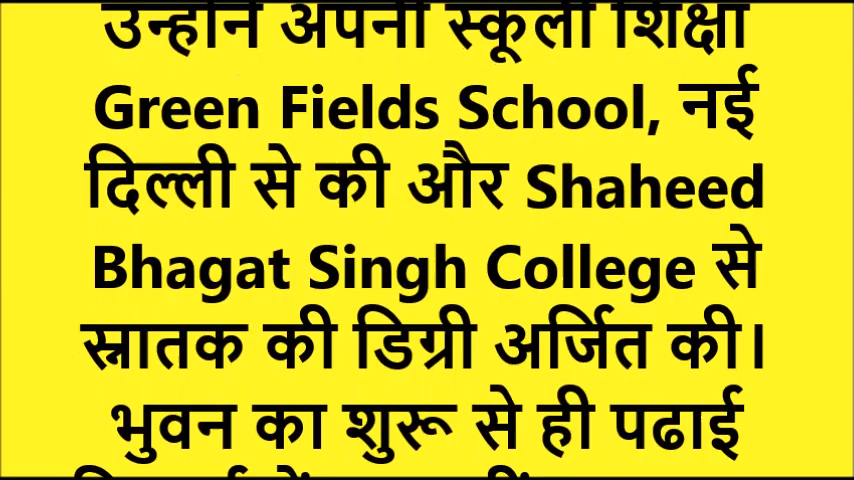 उन्होंने अपनी स्कूली शिक्षा
Green Fields School, नई
दिल्ली से की और Shaheed
Bhagat Singh College से
स्नातक की डिग्री अर्जित की।
भुवन का शुरू से ही पढाई